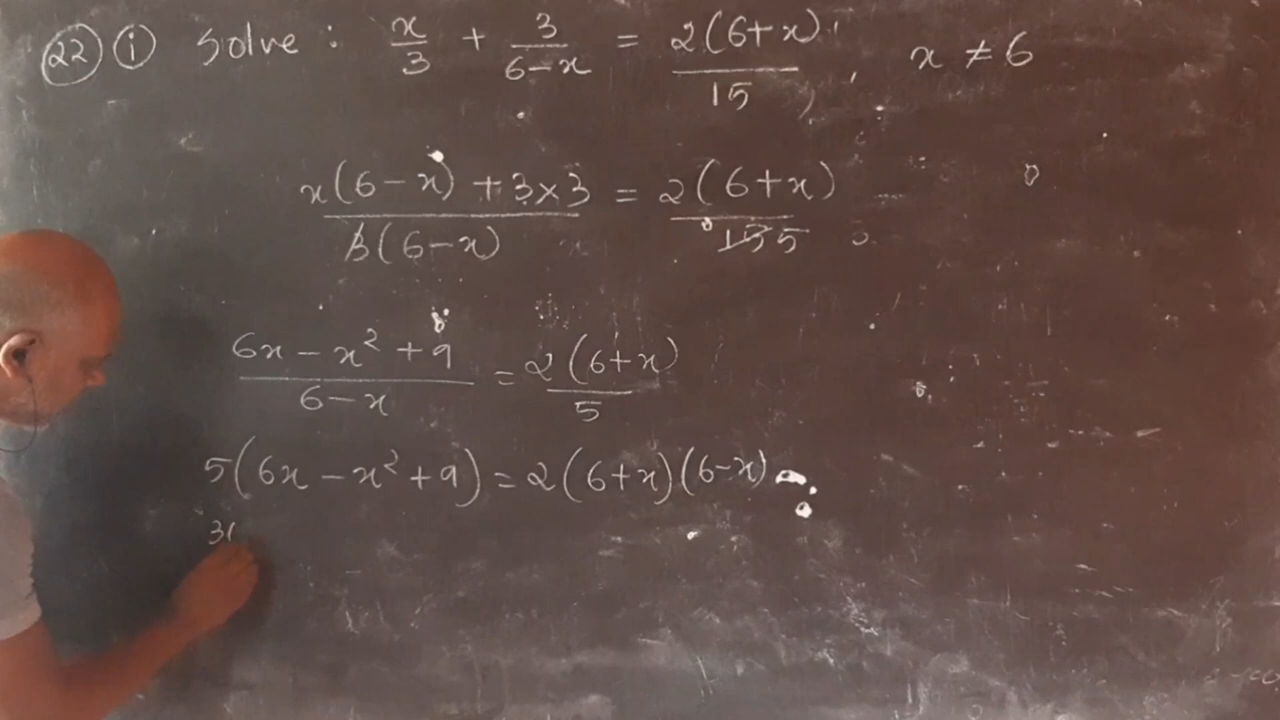 22 i Solve : x/3 + 3/(6-x) = 2(6+x)/15 , x ≠ 6
(x(6-x) + 3×3)/(3(6-x)) = 2(6+x)/15 5
(6x - x² + 9)/(6-x) = 2(6+x)/5
5(6x - x² + 9) = 2(6+x)(6-x)